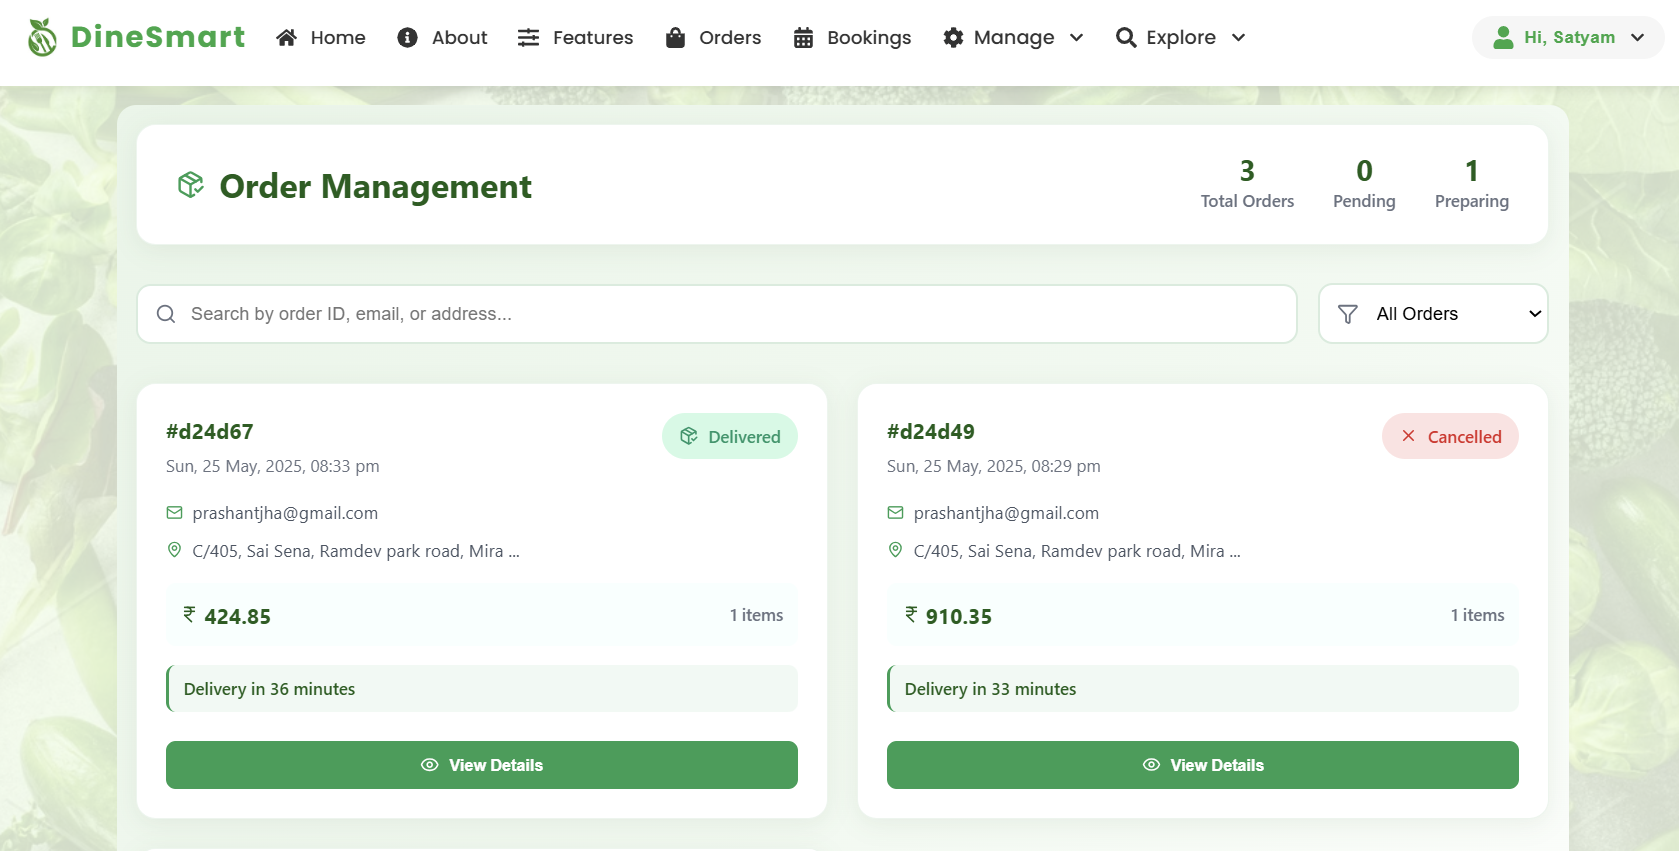 DineSmart Home About Features Orders Bookings Manage Explore Hi, Satyam
Order Management
3 0 1
Total Orders Pending Preparing
Search by order ID, email, or address...
All Orders
#d24d67
Delivered
Sun, 25 May, 2025, 08:33 pm
prashantjha@gmail.com
C/405, Sai Sena, Ramdev park road, Mira ...
₹ 424.85
1 items
Delivery in 36 minutes
View Details
#d24d49
Cancelled
Sun, 25 May, 2025, 08:29 pm
prashantjha@gmail.com
C/405, Sai Sena, Ramdev park road, Mira ...
₹ 910.35
1 items
Delivery in 33 minutes
View Details